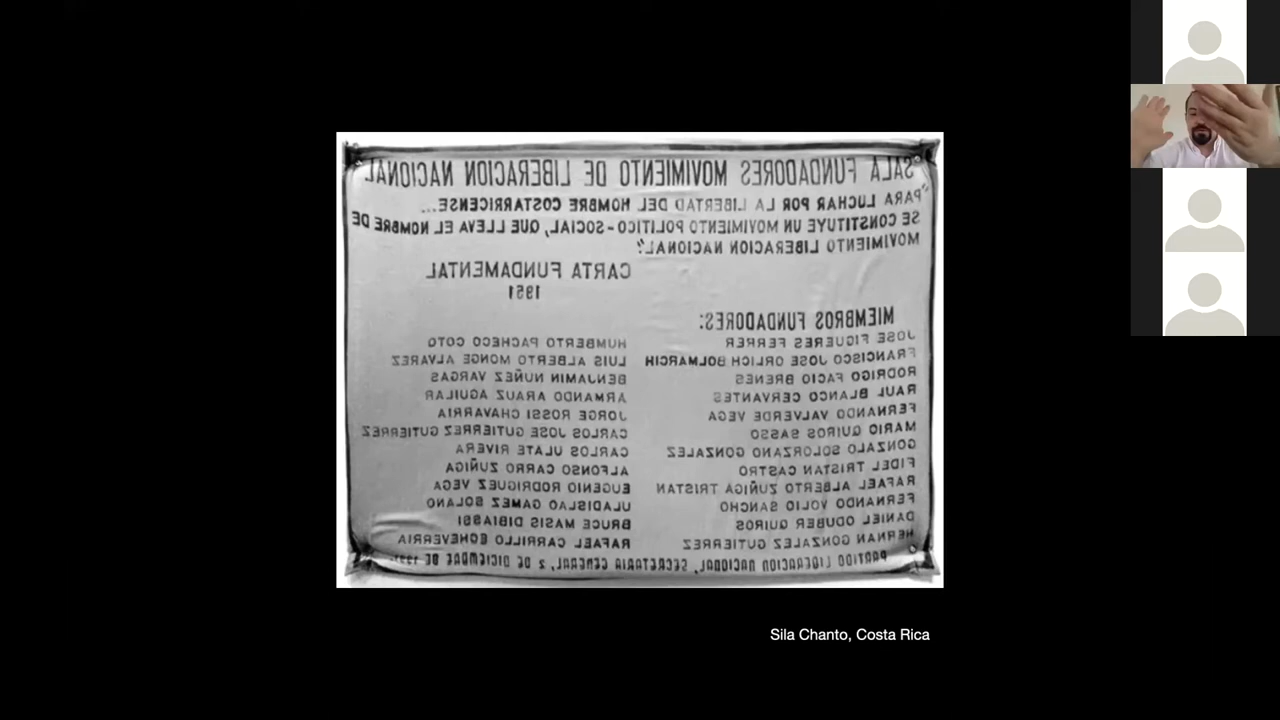 SALA FUNDADORES MOVIMIENTO DE LIBERACION NACIONAL
"PARA LUCHAR POR LA LIBERTAD DEL HOMBRE COSTARRICENSE...
SE CONSTITUYE UN MOVIMIENTO POLITICO-SOCIAL, QUE LLEVA EL NOMBRE DE
MOVIMIENTO LIBERACION NACIONAL".
CARTA FUNDAMENTAL
1951
MIEMBROS FUNDADORES:
JOSE FIGUERES FERRER
FRANCISCO JOSE ORLICH BOLMARCIH
RODRIGO FACIO BRENES
RAUL BLANCO CERVANTES
FERNANDO VALVERDE VEGA
MARIO QUIROS SASSO
GONZALO SOLORZANO GONZALEZ
FIDEL TRISTAN CASTRO
RAFAEL ALBERTO ZUÑIGA TRISTAN
FERNANDO VOLIO SANCHO
DANIEL ODUBER QUIROS
HERNAN GONZALEZ GUTIERREZ
HUMBERTO PACHECO COTO
LUIS ALBERTO MONGE ALVAREZ
BENJAMIN NUÑEZ VARGAS
ARMANDO ARAUZ AGUILAR
JORGE ROSSI CHAVARRIA
CARLOS JOSE GUTIERREZ GUTIERREZ
CARLOS ULATE RIVERA
ALFONSO CARRO ZUÑIGA
EUGENIO RODRIGUEZ VEGA
ULADISLAO GAMEZ SOLANO
BRUCE MASIS DIBIASSI
RAFAEL CARRILLO ECHEVERRIA
PARTIDO LIBERACION NACIONAL, SECRETARIA GENERAL, 2 DE DICIEMBRE DE
Sila Chanto, Costa Rica